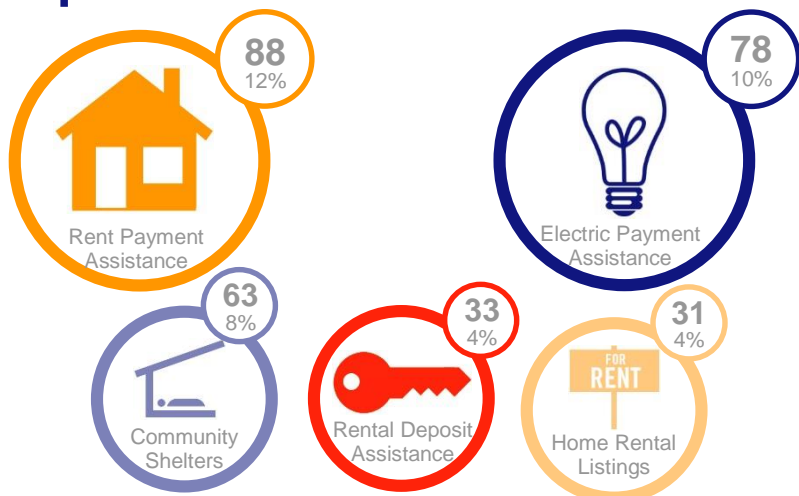 88
12%
Rent Payment
Assistance
78
10%
Electric Payment
Assistance
63
8%
Community
Shelters
33
4%
Rental Deposit
Assistance
31
4%
FOR
RENT
Home Rental
Listings